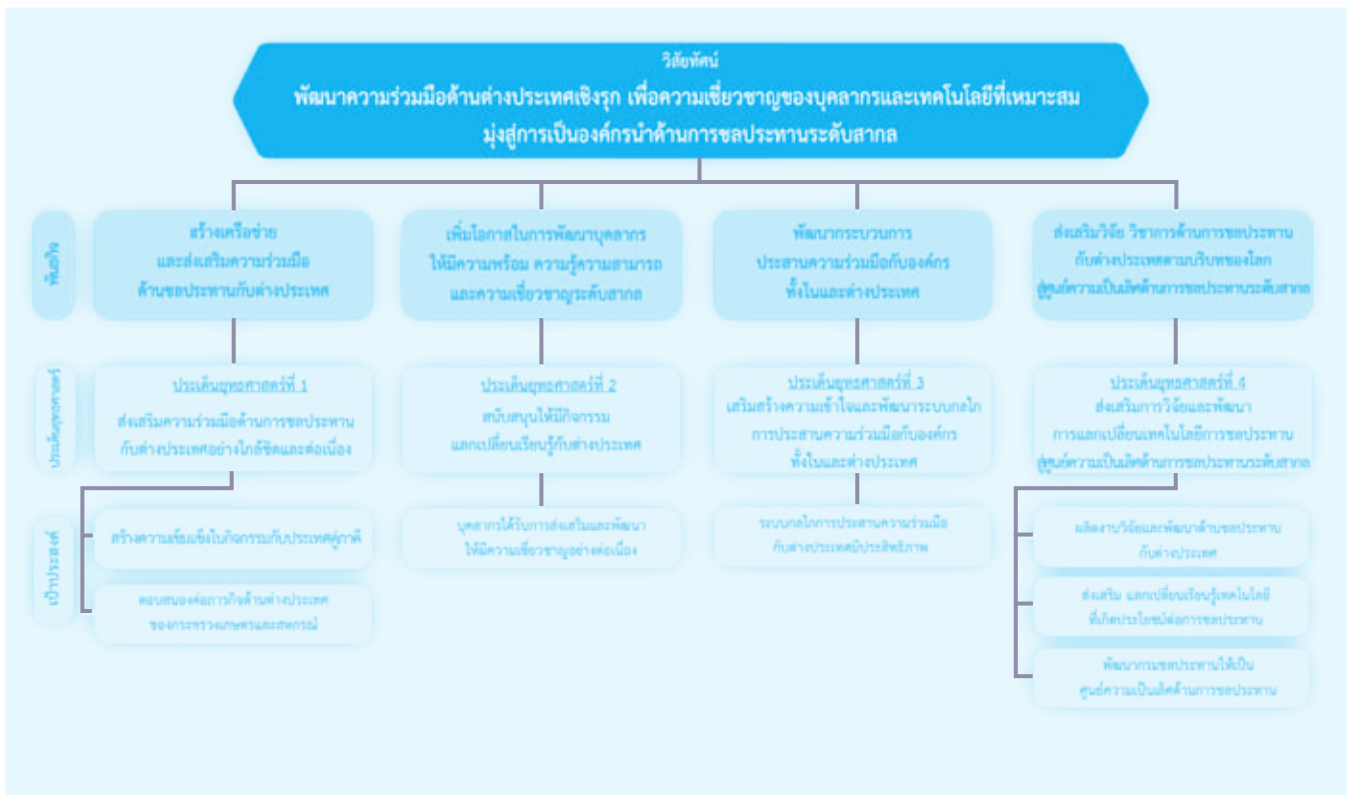 วิสัยทัศน์
พัฒนาความร่วมมือด้านต่างประเทศเชิงรุก เพื่อความเชี่ยวชาญของบุคลากรและเทคโนโลยีที่เหมาะสม
มุ่งสู่การเป็นองค์กรนำด้านการชลประทานระดับสากล
พันธกิจ
สร้างเครือข่าย
และส่งเสริมความร่วมมือ
ด้านชลประทานกับต่างประเทศ
เพิ่มโอกาสในการพัฒนาบุคลากร
ให้มีความพร้อม ความรู้ความสามารถ
และความเชี่ยวชาญระดับสากล
พัฒนากระบวนการ
ประสานความร่วมมือกับองค์กร
ทั้งในและต่างประเทศ
ส่งเสริมวิจัย วิชาการด้านการชลประทาน
กับต่างประเทศตามบริบทของโลก
สู่ศูนย์ความเป็นเลิศด้านการชลประทานระดับสากล
ประเด็นยุทธศาสตร์
ประเด็นยุทธศาสตร์ที่ 1
ส่งเสริมความร่วมมือด้านการชลประทาน
กับต่างประเทศอย่างใกล้ชิดและต่อเนื่อง
ประเด็นยุทธศาสตร์ที่ 2
สนับสนุนให้มีกิจกรรม
แลกเปลี่ยนเรียนรู้กับต่างประเทศ
ประเด็นยุทธศาสตร์ที่ 3
เสริมสร้างความเข้าใจและพัฒนาระบบกลไก
การประสานความร่วมมือกับองค์กร
ทั้งในและต่างประเทศ
ประเด็นยุทธศาสตร์ที่ 4
ส่งเสริมการวิจัยและพัฒนา
การแลกเปลี่ยนเทคโนโลยีการชลประทาน
สู่ศูนย์ความเป็นเลิศด้านการชลประทานระดับสากล
เป้าประสงค์
สร้างความเข้มแข็งในกิจกรรมกับประเทศคู่ภาคี
ตอบสนองต่อภารกิจด้านต่างประเทศ
ของกระทรวงเกษตรและสหกรณ์
บุคลากรได้รับการส่งเสริมและพัฒนา
ให้มีความเชี่ยวชาญอย่างต่อเนื่อง
ระบบกลไกการประสานความร่วมมือ
กับต่างประเทศมีประสิทธิภาพ
ผลิตงานวิจัยและพัฒนาด้านชลประทาน
กับต่างประเทศ
ส่งเสริม แลกเปลี่ยนเรียนรู้เทคโนโลยี
ที่เกิดประโยชน์ต่อการชลประทาน
พัฒนากรมชลประทานให้เป็น
ศูนย์ความเป็นเลิศด้านการชลประทาน